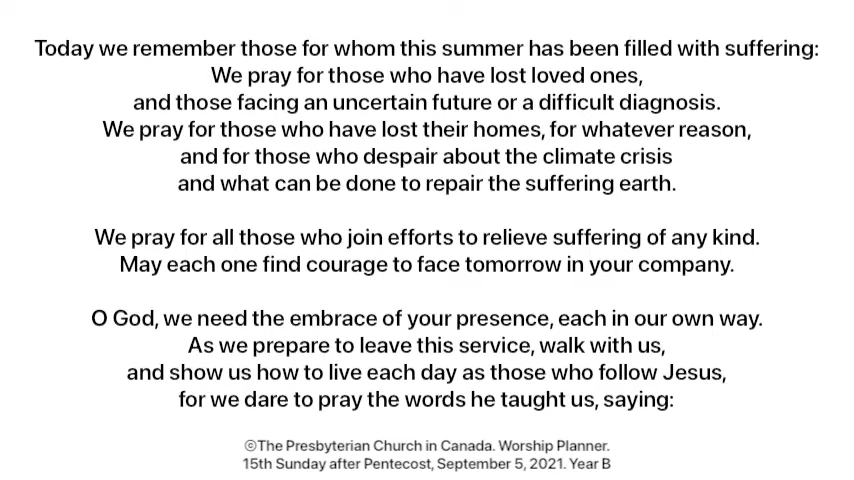 Today we remember those for whom this summer has been filled with suffering:
We pray for those who have lost loved ones,
and those facing an uncertain future or a difficult diagnosis.
We pray for those who have lost their homes, for whatever reason,
and for those who despair about the climate crisis
and what can be done to repair the suffering earth.
We pray for all those who join efforts to relieve suffering of any kind.
May each one find courage to face tomorrow in your company.
O God, we need the embrace of your presence, each in our own way.
As we prepare to leave this service, walk with us,
and show us how to live each day as those who follow Jesus,
for we dare to pray the words he taught us, saying:
©The Presbyterian Church in Canada. Worship Planner.
15th Sunday after Pentecost, September 5, 2021. Year B